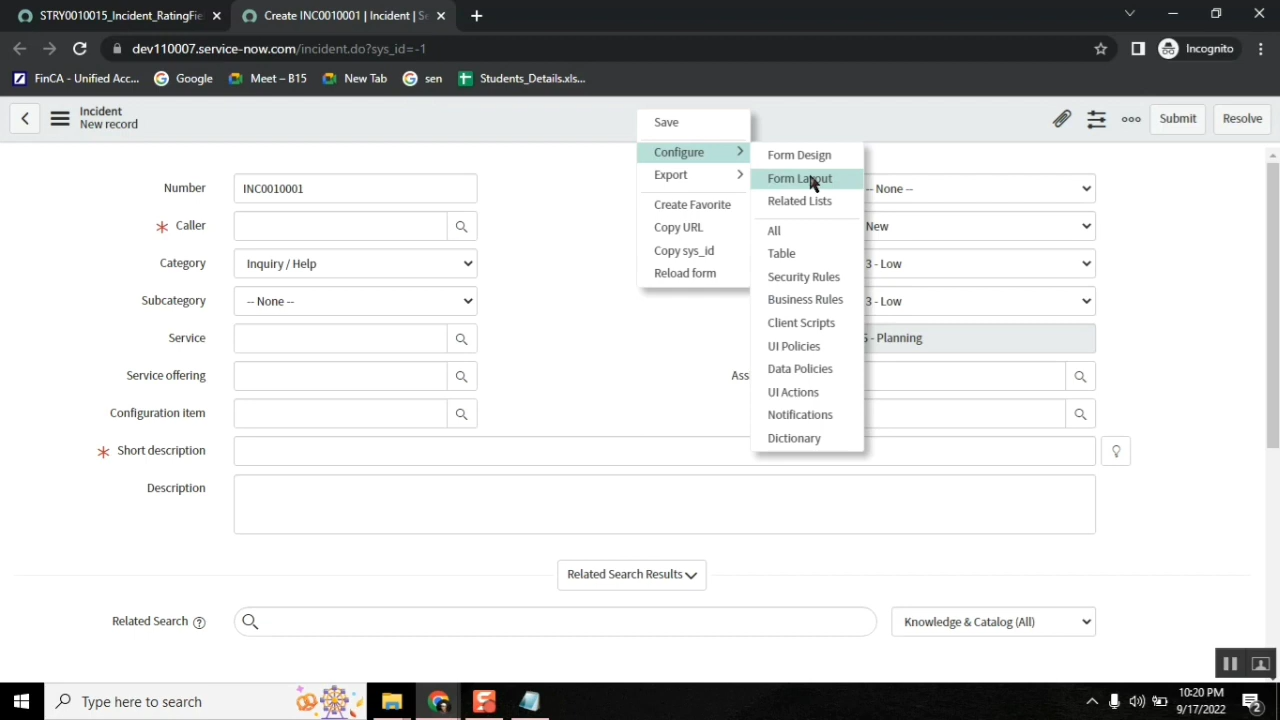 STRY0010015_Incident_RatingFie
Create INC0010001 | Incident | Se
dev110007.service-now.com/incident.do?sys_id=-1
Incognito
FinCA - Unified Acc...
Google
Meet – B15
New Tab
sen
Students_Details.xls...
Incident
New record
Submit
Resolve
Save
Configure
Export
Create Favorite
Copy URL
Copy sys_id
Reload form
Form Design
Form Layout
Related Lists
All
Table
Security Rules
Business Rules
Client Scripts
UI Policies
Data Policies
UI Actions
Notifications
Dictionary
Number
INC0010001
Caller
Category
Inquiry / Help
Subcategory
-- None --
Service
Service offering
Configuration item
Short description
Description
-- None --
New
3 - Low
3 - Low
5 - Planning
Ass
Related Search Results
Related Search
Knowledge & Catalog (All)
Type here to search
10:20 PM
9/17/2022
2